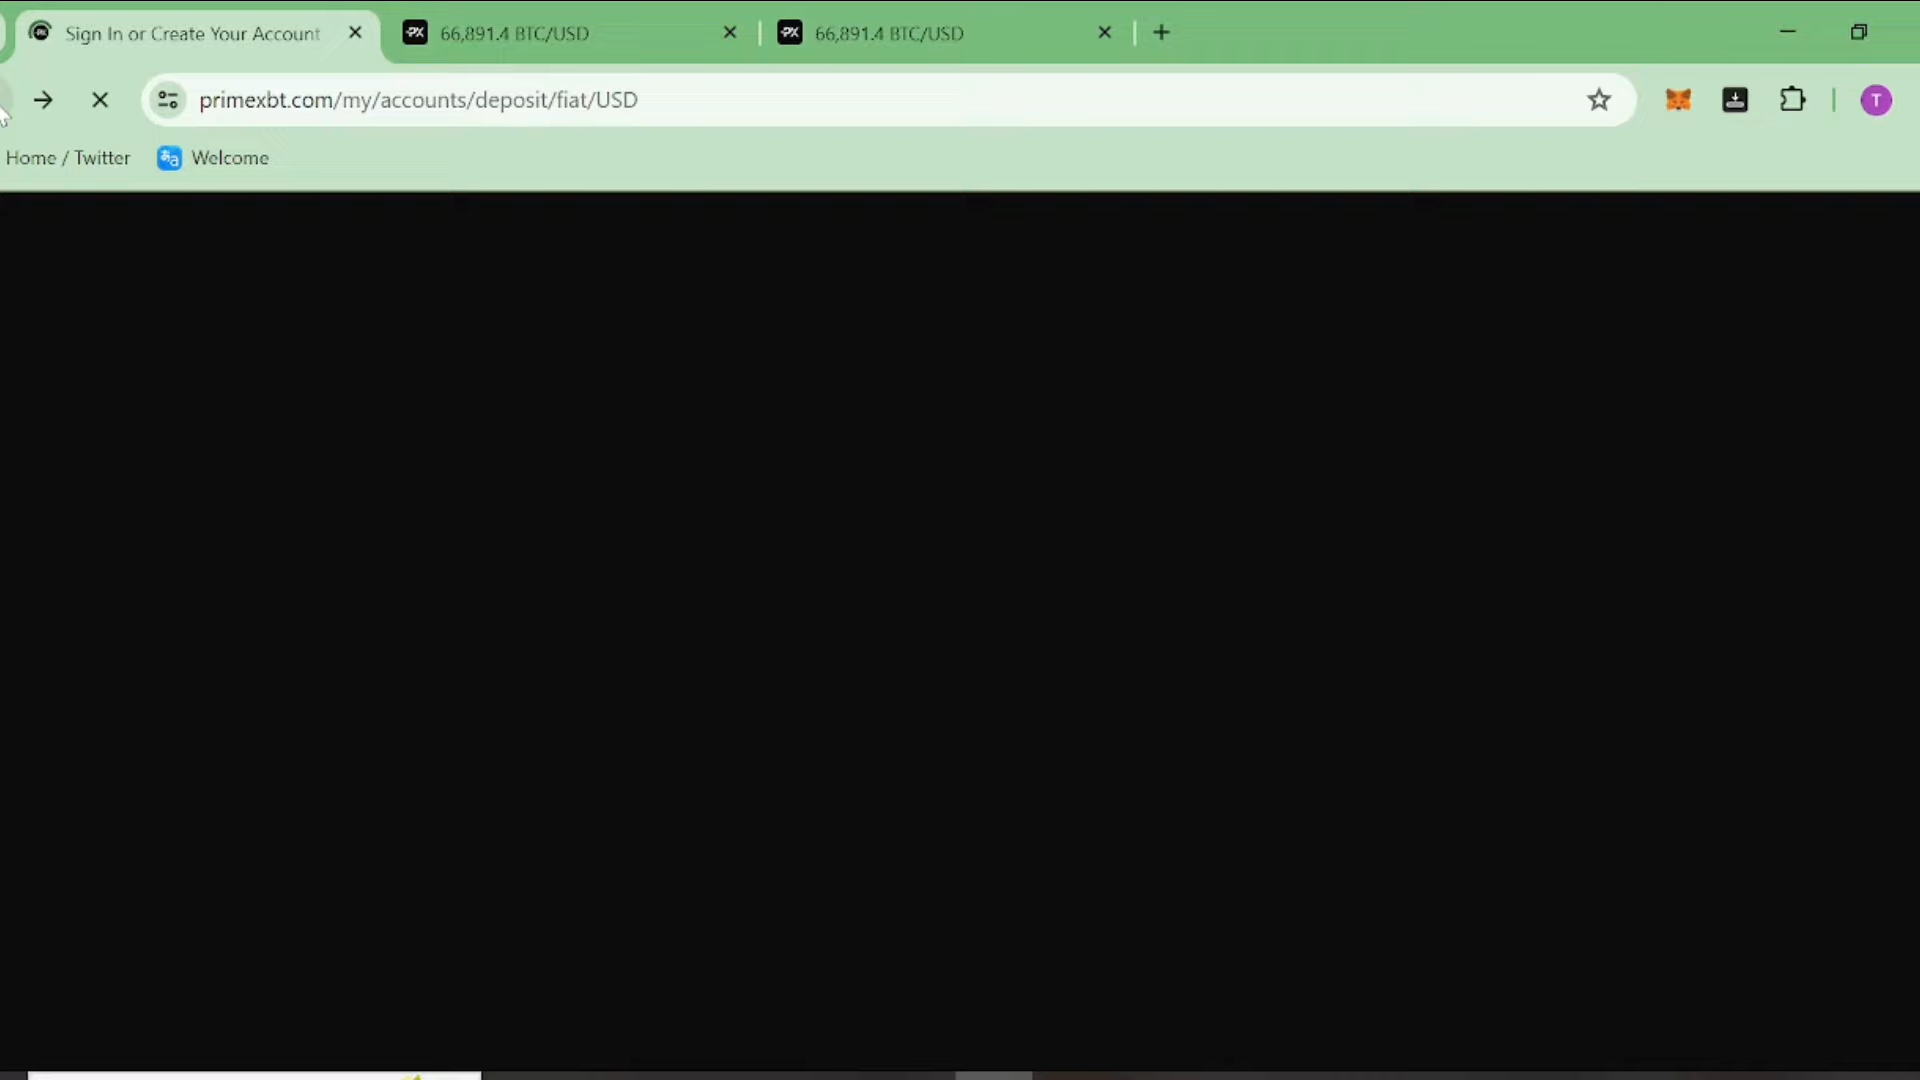 Sign In or Create Your Account
66,891.4 BTC/USD
66,891.4 BTC/USD
primexbt.com/my/accounts/deposit/fiat/USD
T
Home / Twitter
Welcome